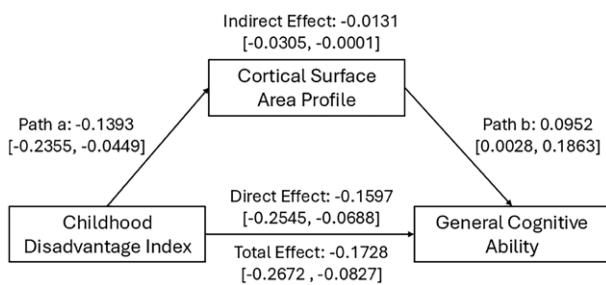 Indirect Effect: -0.0131
[-0.0305, -0.0001]
Cortical Surface
Area Profile
Path a: -0.1393
[-0.2355, -0.0449]
Path b: 0.0952
[0.0028, 0.1863]
Direct Effect: -0.1597
[-0.2545, -0.0688]
Childhood
Disadvantage Index
General Cognitive
Ability
Total Effect: -0.1728
[-0.2672 , -0.0827]